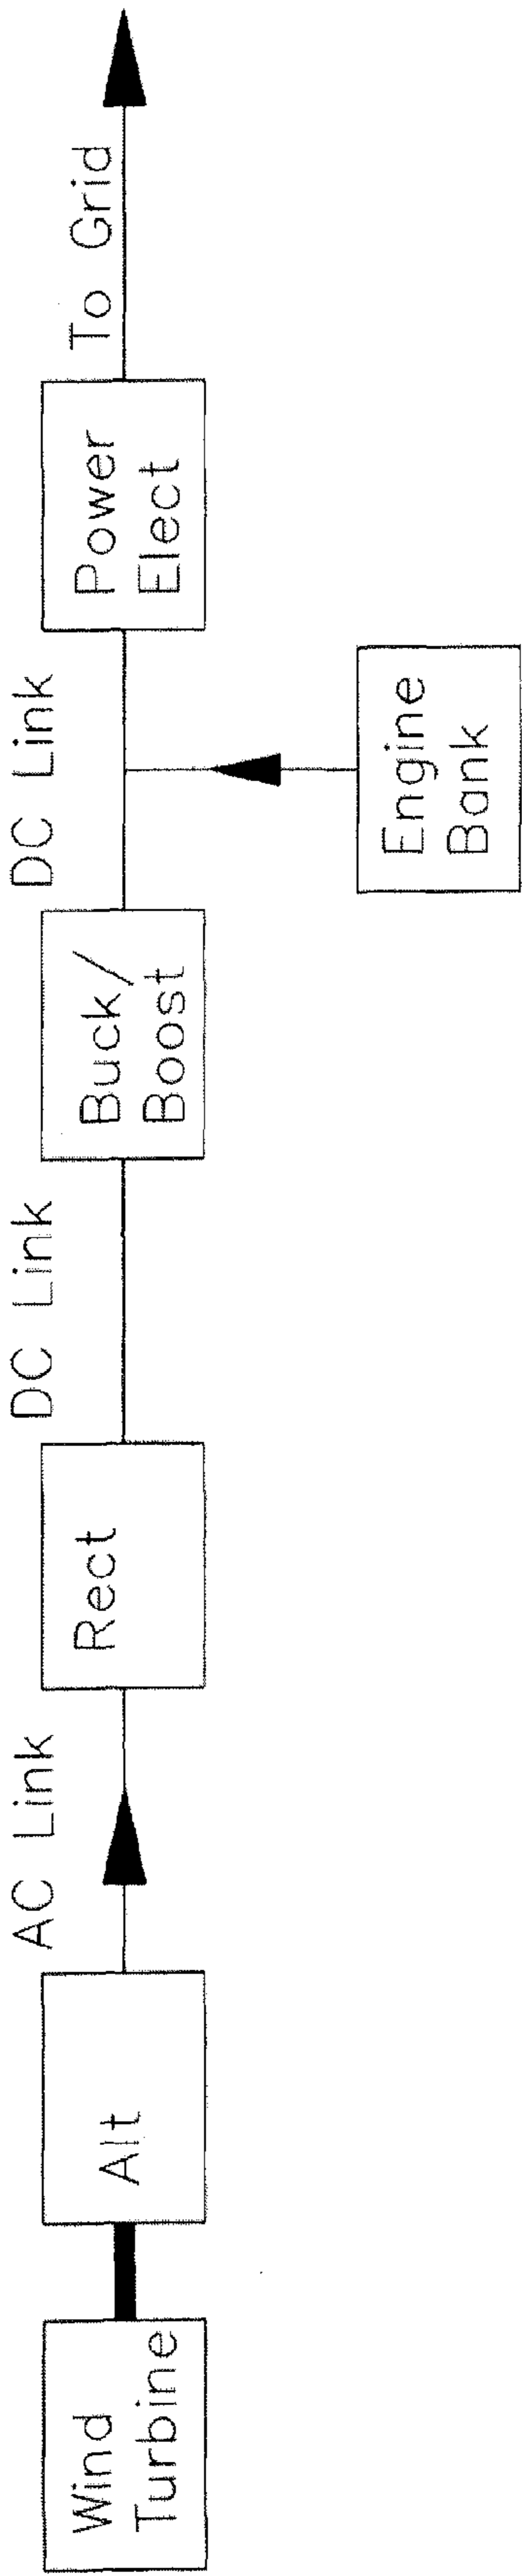 Wind
Turbine
Alt
AC Link
Rect
DC Link
Buck/
Boost
DC Link
Engine
Bank
Power
Elect
To Grid